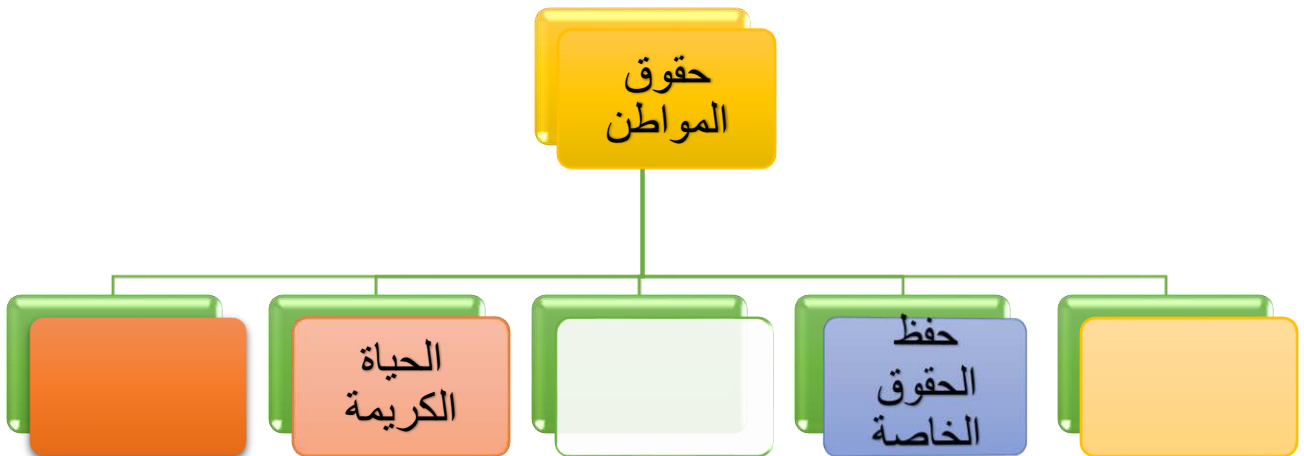 حقوق
المواطن
حفظ
الحقوق
الخاصة
الحياة
الكريمة